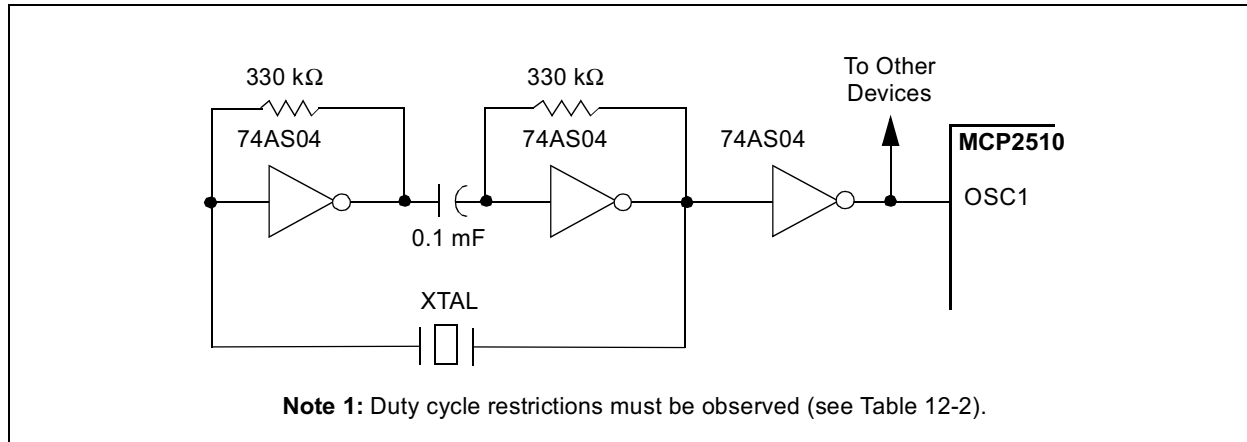 330 kΩ
330 kΩ
To Other
Devices
74AS04
74AS04
74AS04
MCP2510
OSC1
0.1 mF
XTAL
Note 1: Duty cycle restrictions must be observed (see Table 12-2).